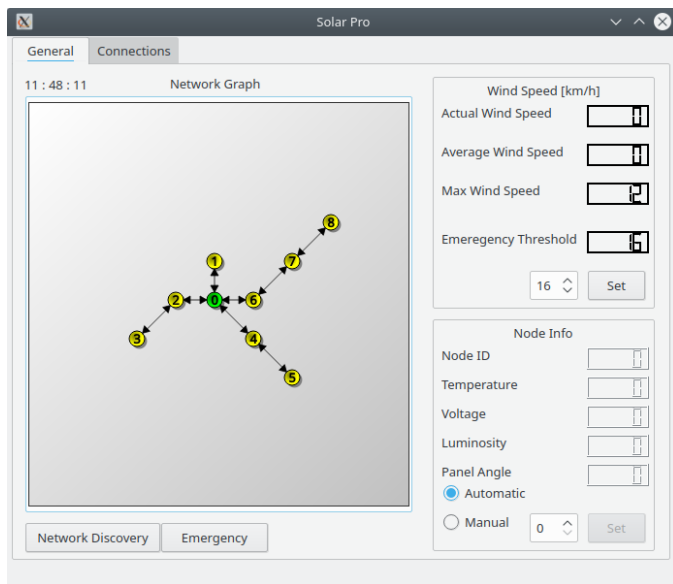 Solar Pro
General Connections
11 : 48 : 11 Network Graph
8
1
7
2 0 6
3
4
5
Network Discovery Emergency
Wind Speed [km/h]
Actual Wind Speed 0
Average Wind Speed 0
Max Wind Speed 12
Emeregency Threshold 16
16 Set
Node Info
Node ID 0
Temperature 0
Voltage 0
Luminosity 0
Panel Angle 0
Automatic
Manual 0 Set